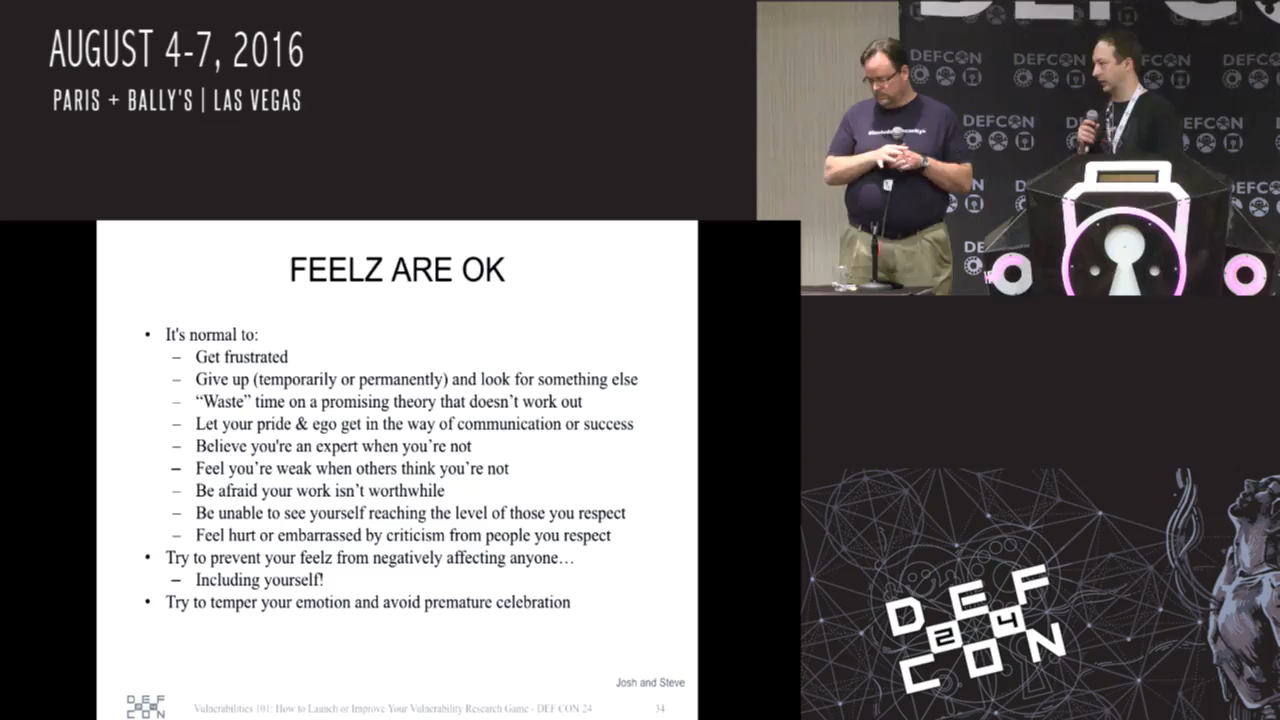 AUGUST 4-7, 2016
PARIS + BALLY'S | LAS VEGAS
DEFCON
DEFCON
DEFCON
FEELZ ARE OK
• It's normal to:
– Get frustrated
– Give up (temporarily or permanently) and look for something else
– “Waste” time on a promising theory that doesn’t work out
– Let your pride & ego get in the way of communication or success
– Believe you're an expert when you’re not
– Feel you’re weak when others think you’re not
– Be afraid your work isn’t worthwhile
– Be unable to see yourself reaching the level of those you respect
– Feel hurt or embarrassed by criticism from people you respect
• Try to prevent your feelz from negatively affecting anyone…
– Including yourself!
• Try to temper your emotion and avoid premature celebration
Josh and Steve
DEF CON
Vulnerabilities 101: How to Launch or Improve Your Vulnerability Research Game - DEF CON 24
34
DEF
24
CON